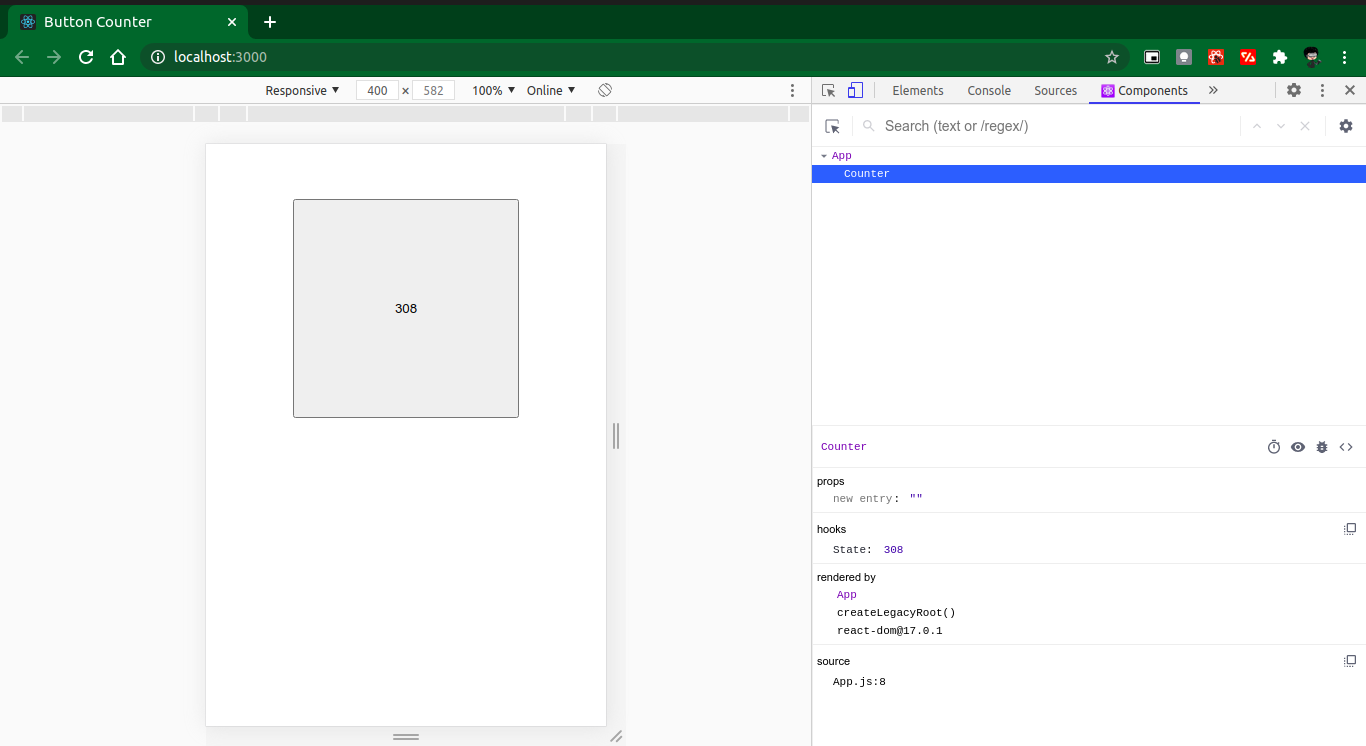 Button Counter
localhost:3000
Responsive 400 × 582 100% Online
Elements Console Sources Components
Search (text or /regex/)
App
Counter
308
Counter
props
new entry: ""
hooks
State: 308
rendered by
App
createLegacyRoot()
react-dom@17.0.1
source
App.js:8